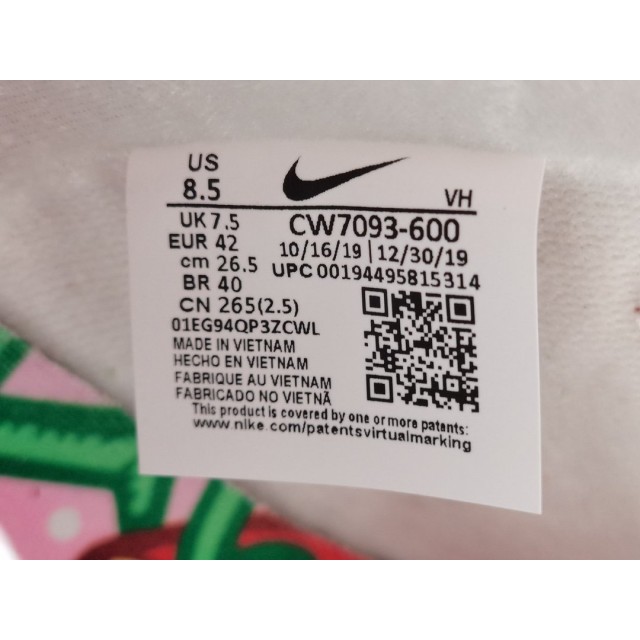 US
8.5
VH
UK 7.5
CW7093-600
EUR 42
10/16/19 | 12/30/19
cm 26.5
UPC 00194495815314
BR 40
CN 265(2.5)
01EG94QP3ZCWL
MADE IN VIETNAM
HECHO EN VIETNAM
FABRIQUE AU VIETNAM
FABRICADO NO VIETNÃ
This product is covered by one or more patents:
www.nike.com/patentsvirtualmarking